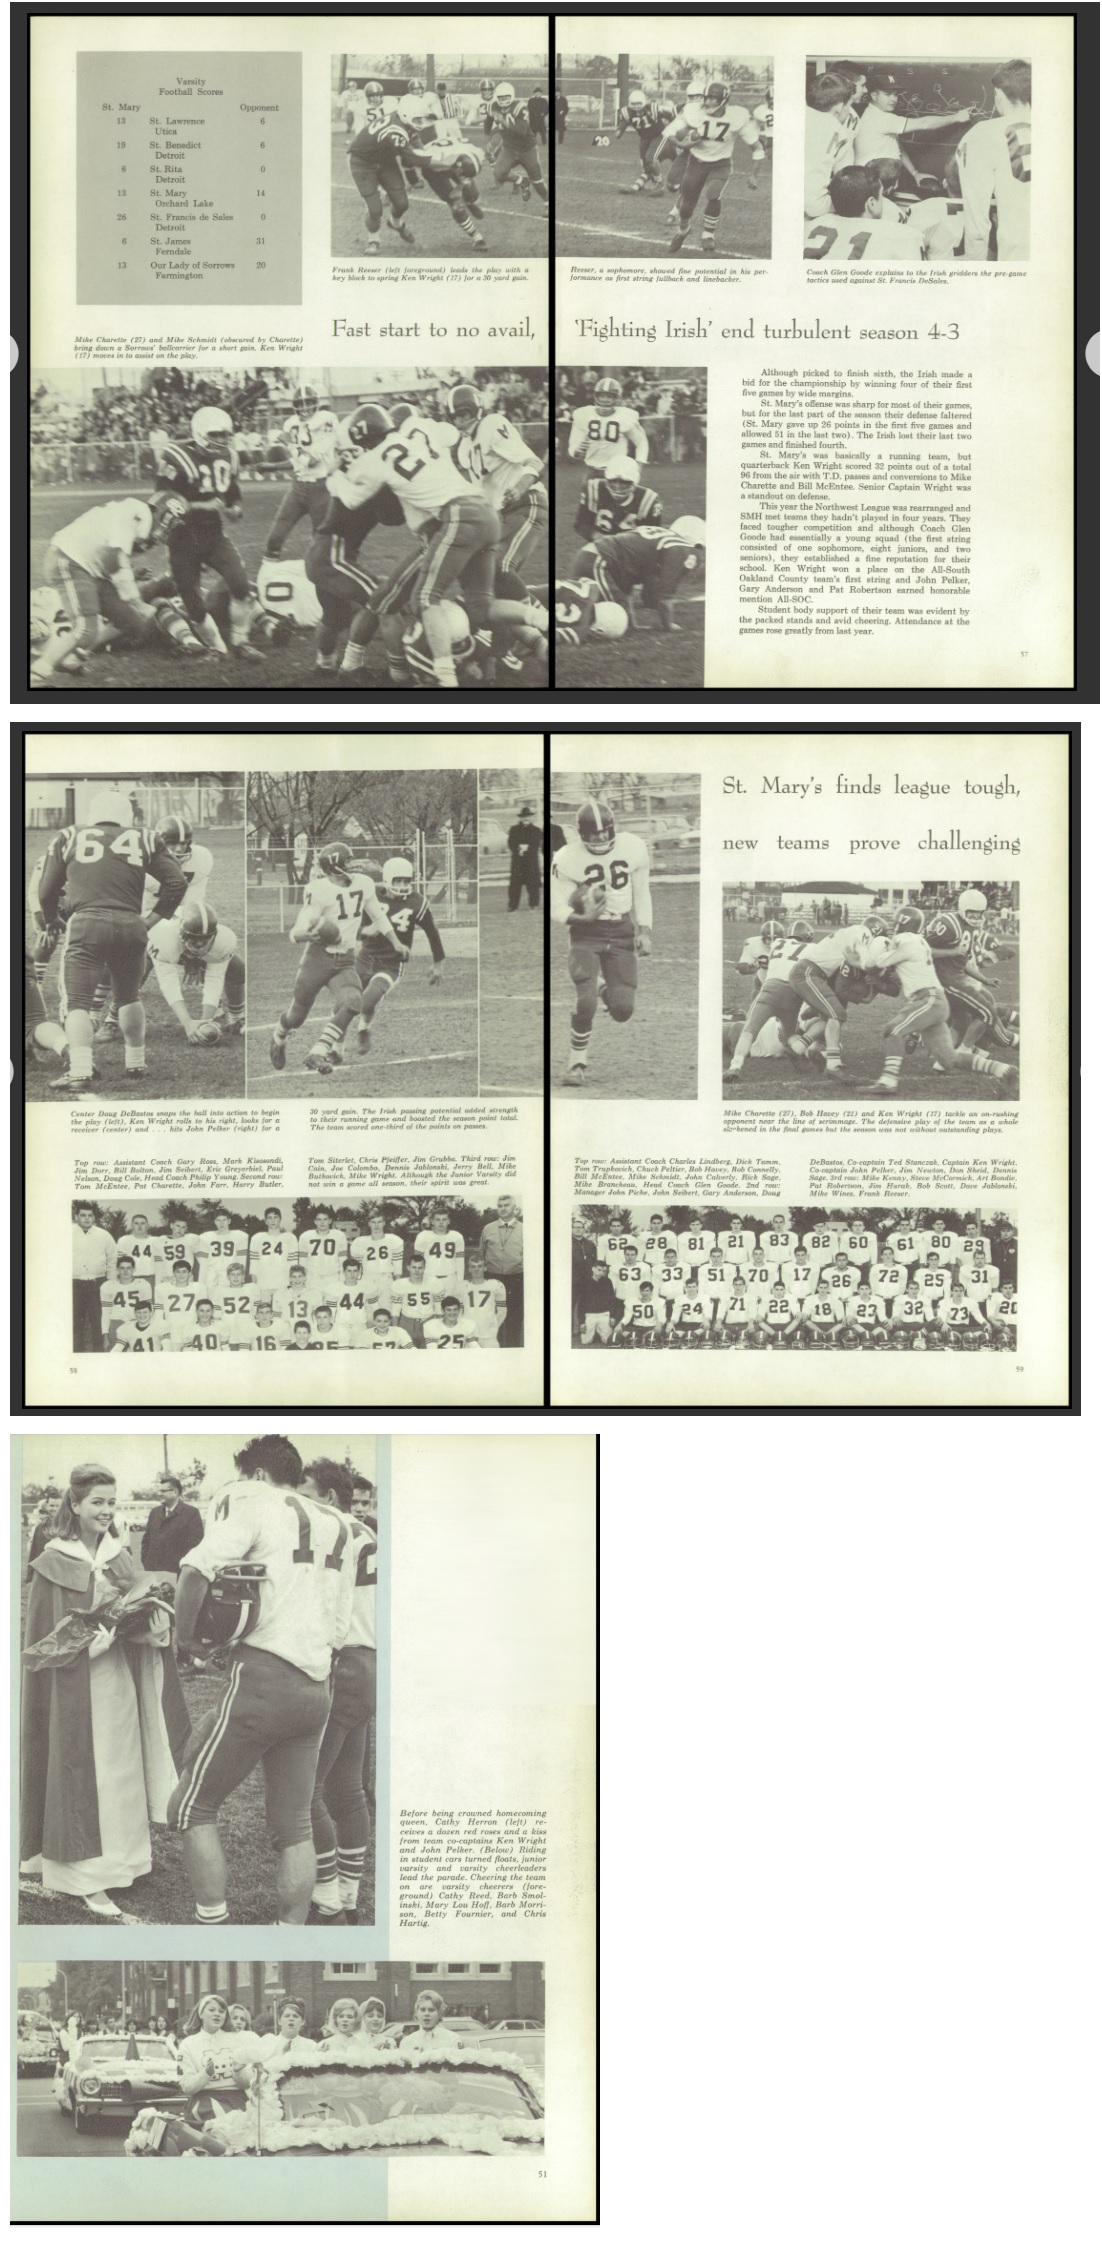 Varsity
Football Scores
St. Mary Opponent
13 St. Lawrence 6
Utica
19 St. Benedict 6
Detroit
6 St. Rita 0
Detroit
13 St. Mary 14
Orchard Lake
26 St. Francis de Sales 0
Detroit
6 St. James 31
Ferndale
13 Our Lady of Sorrows 20
Farmington
Frank Reeser (left foreground) leads the play with a
key block to spring Ken Wright (17) for a 30 yard gain.
Reeser, a sophomore, showed fine potential in his per-
formance as first string fullback and linebacker.
Coach Glen Goode explains to the Irish gridders the pre-game
tactics used against St. Francis DeSales.
Mike Charette (27) and Mike Schmidt (obscured by Charette)
bring down a Sorrows' ballcarrier for a short gain. Ken Wright
(17) moves in to assist on the play.
Fast start to no avail, 'Fighting Irish' end turbulent season 4-3
Although picked to finish sixth, the Irish made a
bid for the championship by winning four of their first
five games by wide margins.
St. Mary's offense was sharp for most of their games,
but for the last part of the season their defense faltered
(St. Mary gave up 26 points in the first five games and
allowed 51 in the last two). The Irish lost their last two
games and finished fourth.
St. Mary's was basically a running team, but
quarterback Ken Wright scored 32 points out of a total
96 from the air with T.D. passes and conversions to Mike
Charette and Bill McEntee. Senior Captain Wright was
a standout on defense.
This year the Northwest League was rearranged and
SMH met teams they hadn't played in four years. They
faced tougher competition and although Coach Glen
Goode had essentially a young squad (the first string
consisted of one sophomore, eight juniors, and two
seniors), they established a fine reputation for their
school. Ken Wright won a place on the All-South
Oakland County team's first string and John Pelker,
Gary Anderson and Pat Robertson earned honorable
mention All-SOC.
Student body support of their team was evident by
the packed stands and avid cheering. Attendance at the
games rose greatly from last year.
57
St. Mary's finds league tough,
new teams prove challenging
Center Doug DeBastos snaps the ball into action to begin
the play (left), Ken Wright rolls to his right, looks for a
receiver (center) and . . . hits John Pelker (right) for a
30 yard gain. The Irish passing potential added strength
to their running game and boosted the season point total.
The team scored one-third of the points on passes.
Mike Charette (27), Bob Havey (21) and Ken Wright (17) tackle an on-rushing
opponent near the line of scrimmage. The defensive play of the team as a whole
slackened in the final games but the season was not without outstanding plays.
Top row: Assistant Coach Gary Ross, Mark Kisosondi,
Jim Dorr, Bill Bolton, Jim Seibert, Eric Greyerbiel, Paul
Nelson, Doug Cole, Head Coach Philip Young. Second row:
Tom McEntee, Pat Charette, John Farr, Harry Butler,
Tom Siterlet, Chris Pfeiffer, Jim Grubba. Third row: Jim
Cain, Joe Colombo, Dennis Jablonski, Jerry Bell, Mike
Buthovich, Mike Wright. Although the Junior Varsity did
not win a game all season, their spirit was great.
Top row: Assistant Coach Charles Lindberg, Dick Tamm,
Tom Trupkovich, Chuck Peltier, Bob Havey, Bob Connelly,
Bill McEntee, Mike Schmidt, John Calverly, Rick Sage,
Mike Brancheau, Head Coach Glen Goode. 2nd row:
Manager John Piche, John Seibert, Gary Anderson, Doug
DeBastos, Co-captain Ted Stanczak, Captain Ken Wright,
Co-captain John Pelker, Jim Newton, Don Sheid, Dennis
Sage. 3rd row: Mike Kenny, Steve McCormick, Art Bondie,
Pat Robertson, Jim Hurak, Bob Scott, Dave Jablonski,
Mike Wines, Frank Reeser.
59
Before being crowned homecoming
queen, Cathy Herron (left) re-
ceives a dozen red roses and a kiss
from team co-captains Ken Wright
and John Pelker. (Below) Riding
in student cars turned floats, junior
varsity and varsity cheerleaders
lead the parade. Cheering the team
on are varsity cheerers (fore-
ground) Cathy Reed, Barb Smol-
inski, Mary Lou Hoff, Barb Morri-
son, Betty Fournier, and Chris
Hartig.
51